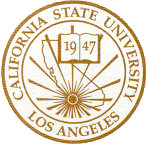 CALIFORNIA STATE UNIVERSITY
19 47
LOS ANGELES